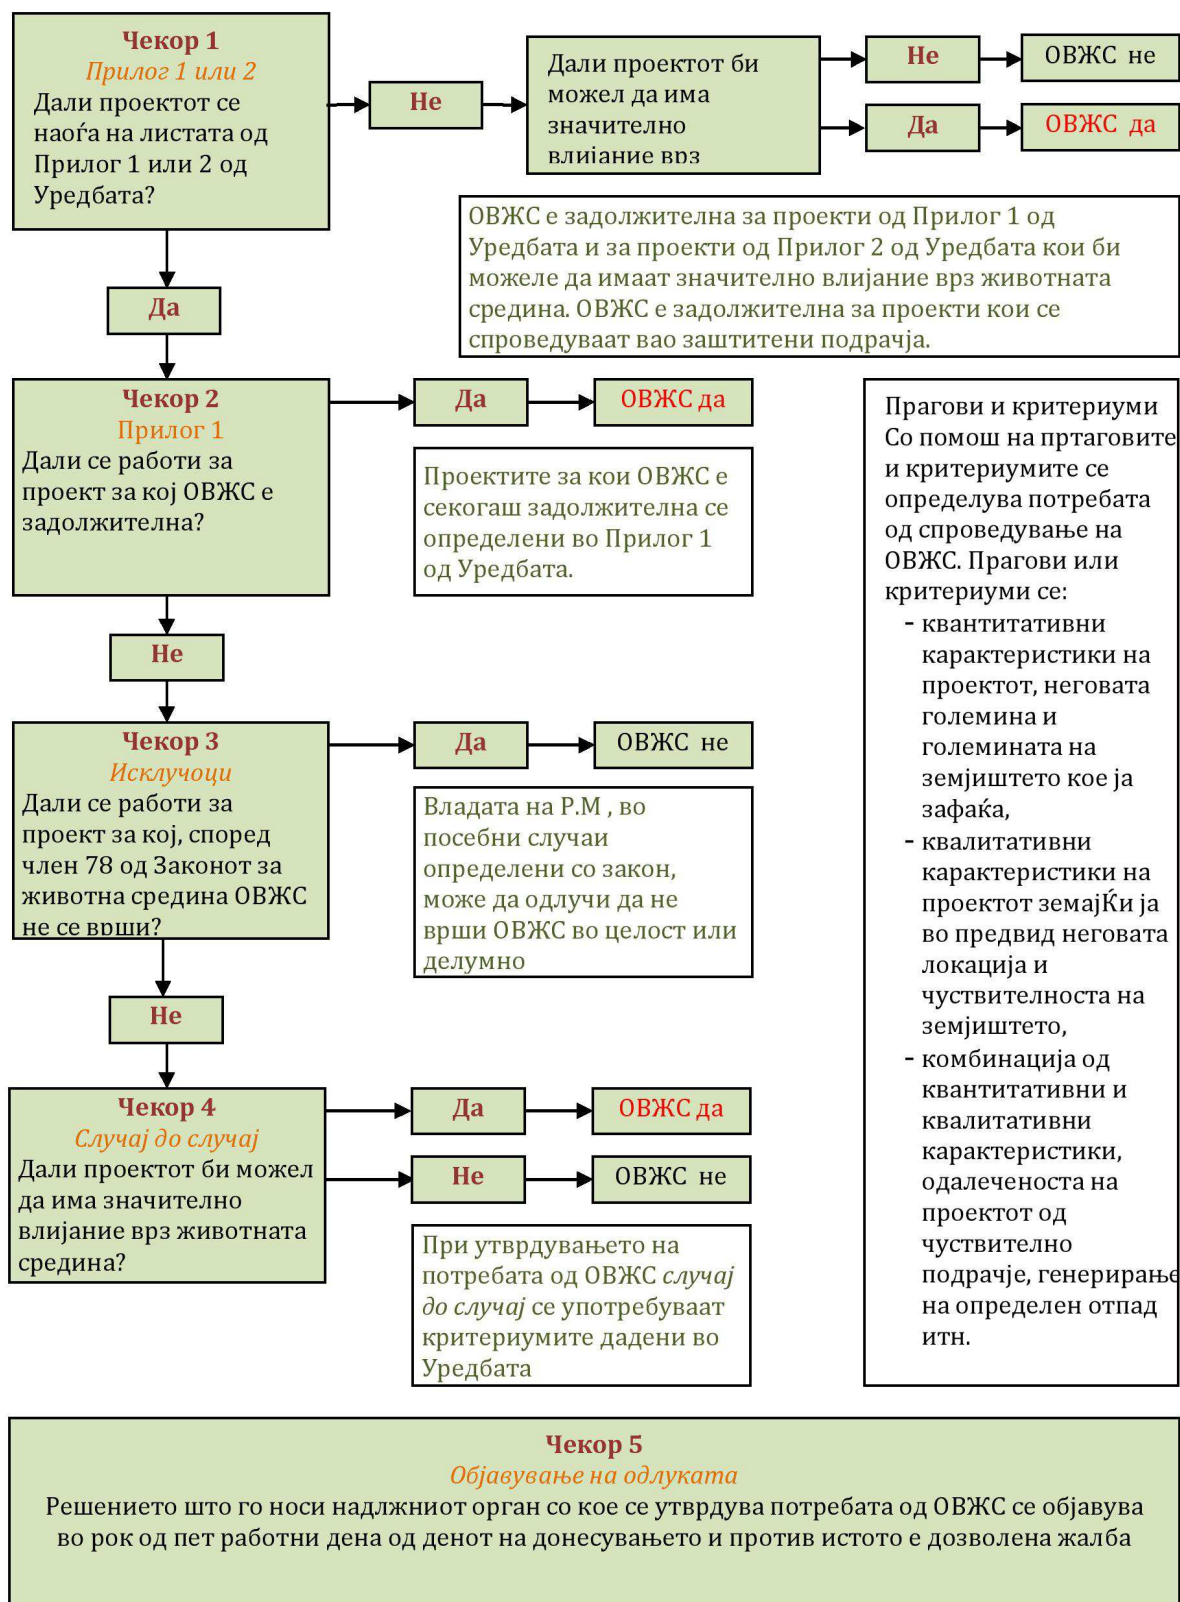 Чекор 1
Прилог 1 или 2
Дали проектот се
наоѓа на листата од
Прилог 1 или 2 од
Уредбата?
Не
Дали проектот би
можел да има
значително
влијание врз
Не
ОВЖС не
Да
ОВЖС да
ОВЖС е задолжителна за проекти од Прилог 1 од
Уредбата и за проекти од Прилог 2 од Уредбата кои би
можеле да имаат значително влијание врз животната
средина. ОВЖС е задолжителна за проекти кои се
спроведуваат вао заштитени подрачја.
Да
Чекор 2
Прилог 1
Дали се работи за
проект за кој ОВЖС е
задолжителна?
Да
ОВЖС да
Проектите за кои ОВЖС е
секогаш задолжителна се
определени во Прилог 1
од Уредбата.
Не
Чекор 3
Исклучоци
Дали се работи за
проект за кој, според
член 78 од Законот за
животна средина ОВЖС
не се врши?
Да
ОВЖС не
Владата на Р.М , во
посебни случаи
определени со закон,
може да одлучи да не
врши ОВЖС во целост или
делумно
Не
Чекор 4
Случај до случај
Дали проектот би можел
да има значително
влијание врз животната
средина?
Да
ОВЖС да
Не
ОВЖС не
При утврдувањето на
потребата од ОВЖС случај
до случај се употребуваат
критериумите дадени во
Уредбата
Прагови и критериуми
Со помош на пртаговите
и критериумите се
определува потребата
од спроведување на
ОВЖС. Прагови или
критериуми се:
- квантитативни
карактеристики на
проектот, неговата
големина и
големината на
земјиштето кое ја
зафаќа,
- квалитативни
карактеристики на
проектот земајЌи ја
во предвид неговата
локација и
чуствителноста на
земјиштето,
- комбинација од
квантитативни и
квалитативни
карактеристики,
одалеченоста на
проектот од
чуствително
подрачје, генерирање
на определен отпад
итн.
Чекор 5
Објавување на одлуката
Решението што го носи надлжниот орган со кое се утврдува потребата од ОВЖС се објавува
во рок од пет работни дена од денот на донесувањето и против истото е дозволена жалба